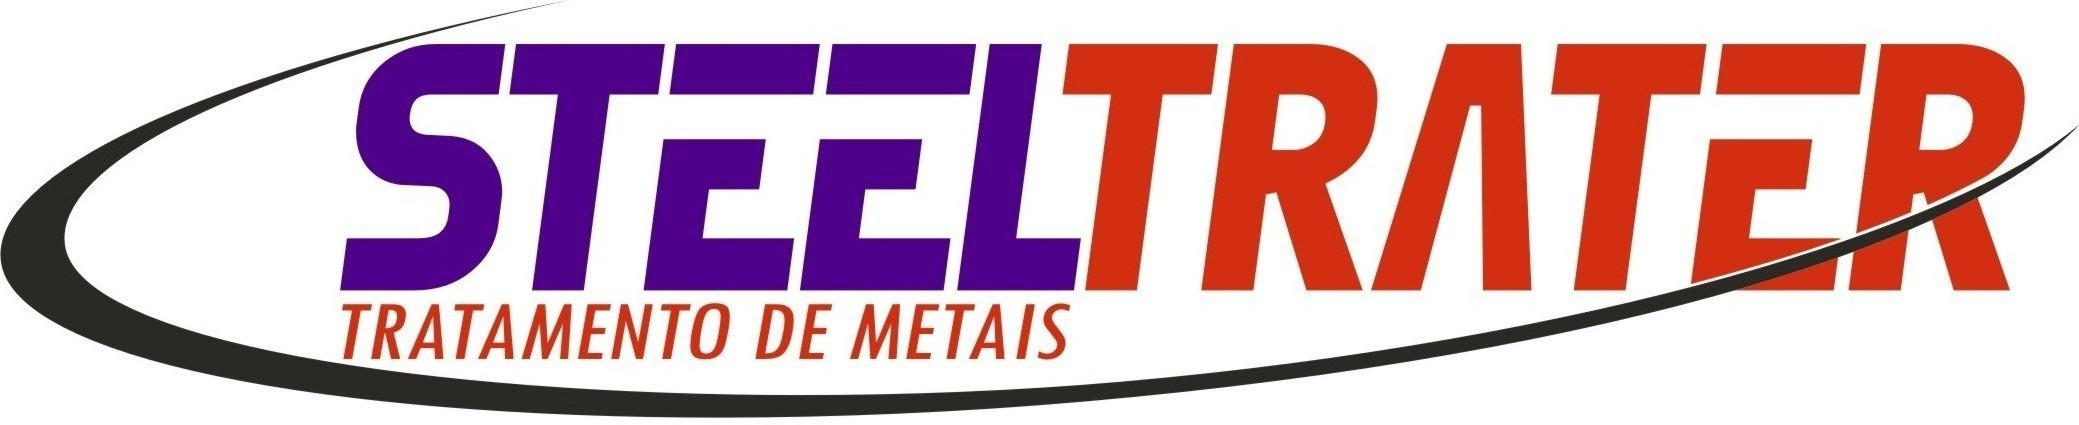 STEELTRATER
TRATAMENTO DE METAIS